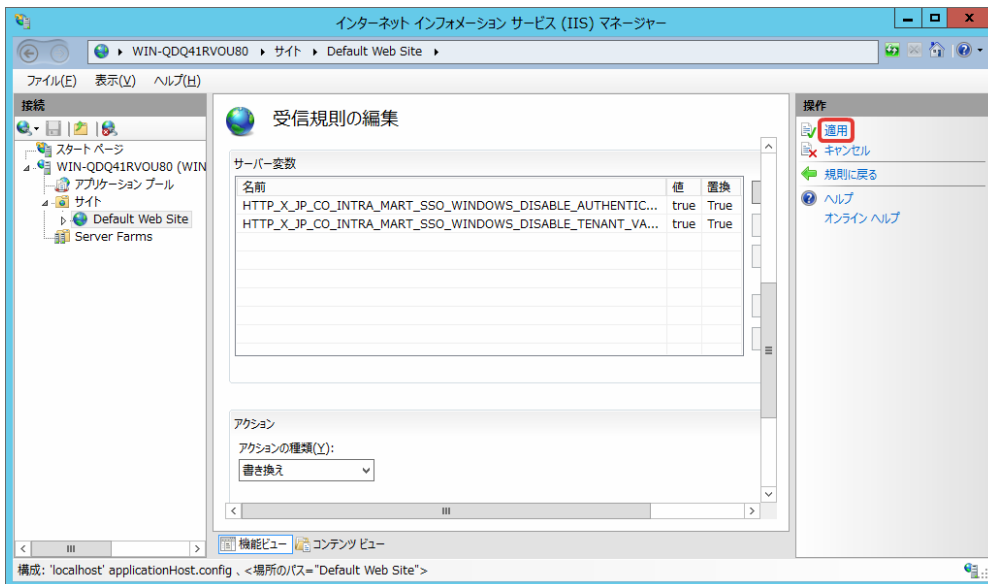 インターネット インフォメーション サービス (IIS) マネージャー
WIN-QDQ41RVOU80 サイト Default Web Site
ファイル(F) 表示(V) ヘルプ(H)
接続
スタート ページ
WIN-QDQ41RVOU80 (WIN
アプリケーション プール
サイト
Default Web Site
Server Farms
受信規則の編集
サーバー変数
名前 値 置換
HTTP_X_JP_CO_INTRA_MART_SSO_WINDOWS_DISABLE_AUTHENTIC... true True
HTTP_X_JP_CO_INTRA_MART_SSO_WINDOWS_DISABLE_TENANT_VA... true True
アクション
アクションの種類(Y):
書き換え
機能ビュー コンテンツ ビュー
操作
適用
キャンセル
規則に戻る
ヘルプ
オンライン ヘルプ
構成: 'localhost' applicationHost.config 、<場所のパス="Default Web Site">